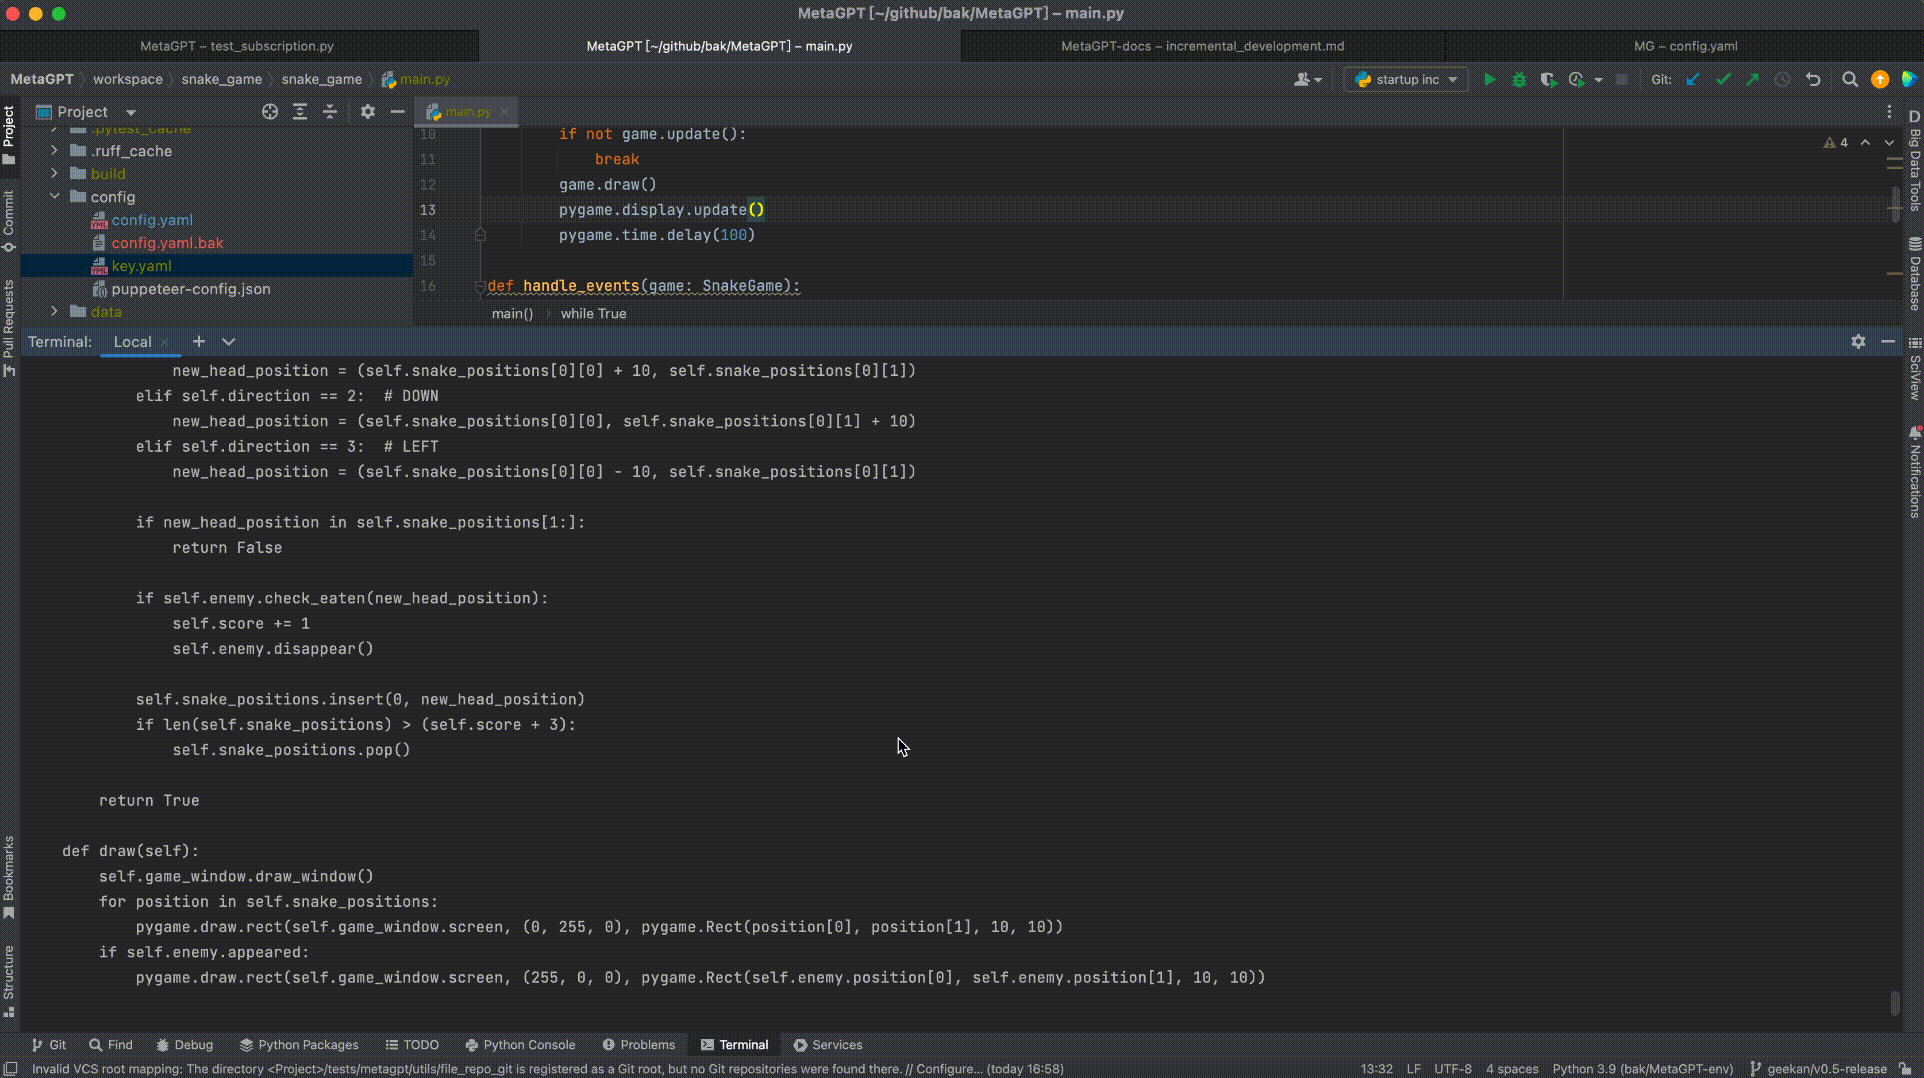 MetaGPT [~/github/bak/MetaGPT] – main.py
MetaGPT – test_subscription.py
MetaGPT [~/github/bak/MetaGPT] – main.py
MetaGPT-docs – incremental_development.md
MG – config.yaml
MetaGPT workspace snake_game snake_game main.py
startup inc
Git:
Project
main.py
.pytest_cache
.ruff_cache
build
config
config.yaml
config.yaml.bak
key.yaml
puppeteer-config.json
data
10 if not game.update():
11 break
12 game.draw()
13 pygame.display.update()
14 pygame.time.delay(100)
15
16 def handle_events(game: SnakeGame):
main() › while True
4
Project
Commit
Pull Requests
Bookmarks
Structure
D
Big Data Tools
Database
SciView
Notifications
Terminal: Local
new_head_position = (self.snake_positions[0][0] + 10, self.snake_positions[0][1])
elif self.direction == 2:  # DOWN
new_head_position = (self.snake_positions[0][0], self.snake_positions[0][1] + 10)
elif self.direction == 3:  # LEFT
new_head_position = (self.snake_positions[0][0] - 10, self.snake_positions[0][1])
if new_head_position in self.snake_positions[1:]:
return False
if self.enemy.check_eaten(new_head_position):
self.score += 1
self.enemy.disappear()
self.snake_positions.insert(0, new_head_position)
if len(self.snake_positions) > (self.score + 3):
self.snake_positions.pop()
return True
def draw(self):
self.game_window.draw_window()
for position in self.snake_positions:
pygame.draw.rect(self.game_window.screen, (0, 255, 0), pygame.Rect(position[0], position[1], 10, 10))
if self.enemy.appeared:
pygame.draw.rect(self.game_window.screen, (255, 0, 0), pygame.Rect(self.enemy.position[0], self.enemy.position[1], 10, 10))
Git Find Debug Python Packages TODO Python Console Problems Terminal Services
Invalid VCS root mapping: The directory <Project>/tests/metagpt/utils/file_repo_git is registered as a Git root, but no Git repositories were found there. // Configure... (today 16:58)
13:32 LF UTF-8 4 spaces Python 3.9 (bak/MetaGPT-env) geekan/v0.5-release